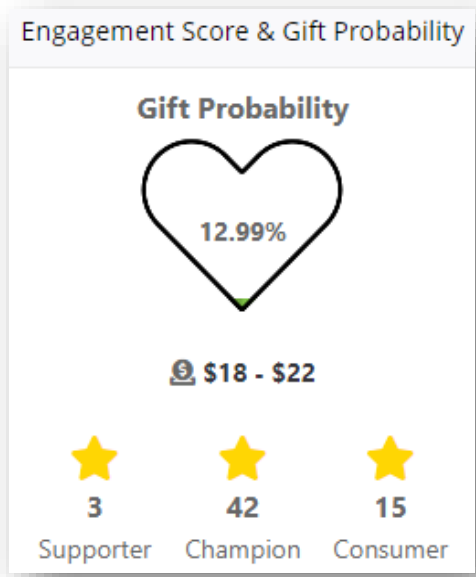 Engagement Score & Gift Probability
Gift Probability
12.99%
$18 - $22
3 42 15
Supporter Champion Consumer